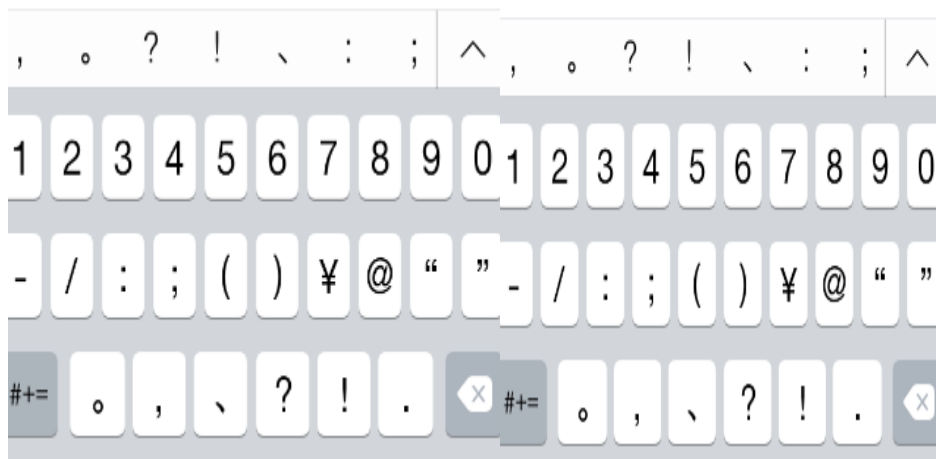 , 。 ? ! 、 : ; , 。 ? ! 、 : ;
1 2 3 4 5 6 7 8 9 0 1 2 3 4 5 6 7 8 9 0
- / : ; ( ) ¥ @ “ ” - / : ; ( ) ¥ @ “ ”
#+= 。 , 、 ? ! . #+= 。 , 、 ? ! .